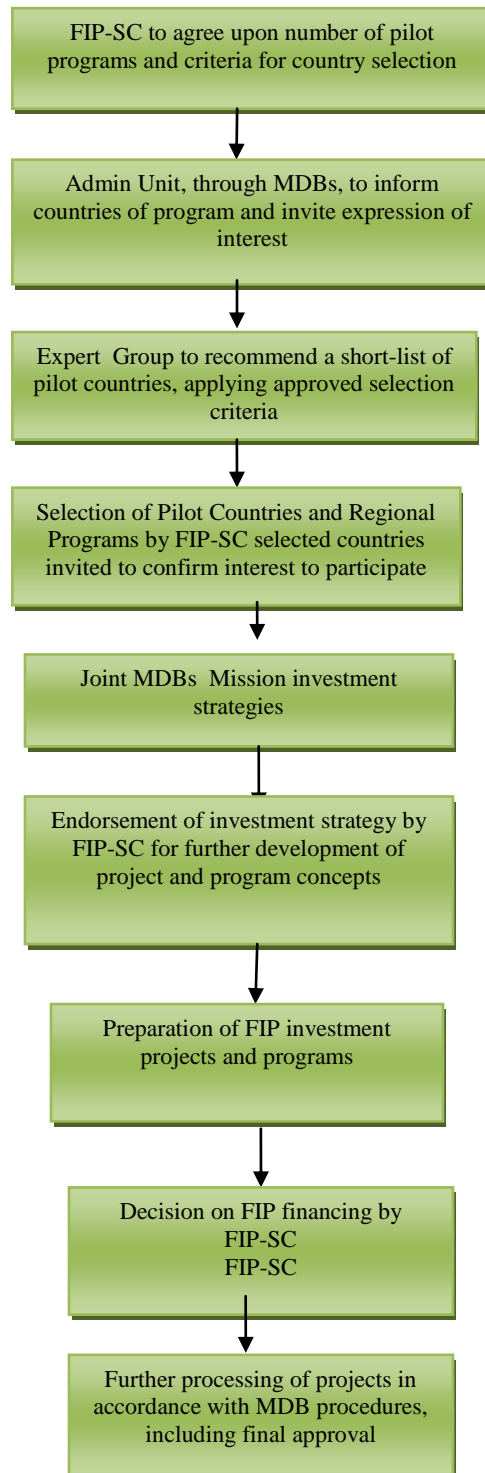 FIP-SC to agree upon number of pilot
programs and criteria for country selection
Admin Unit, through MDBs, to inform
countries of program and invite expression of
interest
Expert Group to recommend a short-list of
pilot countries, applying approved selection
criteria
Selection of Pilot Countries and Regional
Programs by FIP-SC selected countries
invited to confirm interest to participate
Joint MDBs Mission investment
strategies
Endorsement of investment strategy by
FIP-SC for further development of
project and program concepts
Preparation of FIP investment
projects and programs
Decision on FIP financing by
FIP-SC
FIP-SC
Further processing of projects in
accordance with MDB procedures,
including final approval